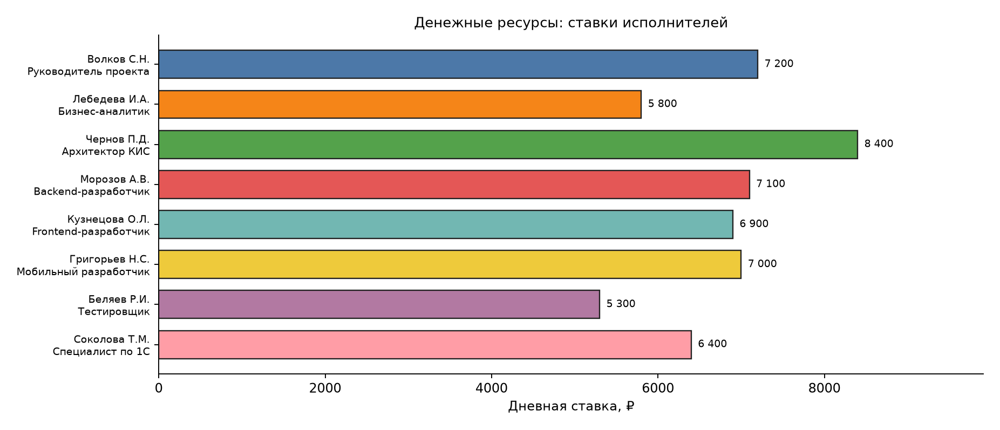 Денежные ресурсы: ставки исполнителей
Волков С.Н.
Руководитель проекта
7 200
Лебедева И.А.
Бизнес-аналитик
5 800
Чернов П.Д.
Архитектор КИС
8 400
Морозов А.В.
Backend-разработчик
7 100
Кузнецова О.Л.
Frontend-разработчик
6 900
Григорьев Н.С.
Мобильный разработчик
7 000
Беляев Р.И.
Тестировщик
5 300
Соколова Т.М.
Специалист по 1С
6 400
0 2000 4000 6000 8000
Дневная ставка, ₽